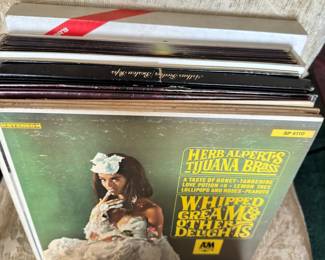 STEREO
SP 4110
HERB ALPERT'S
TIJUANA BRASS
A TASTE OF HONEY · TANGERINE
LOVE POTION #9 · LEMON TREE
LOLLIPOPS AND ROSES · PEANUTS
WHIPPED
CREAM &
OTHER
DELIGHTS
A&M